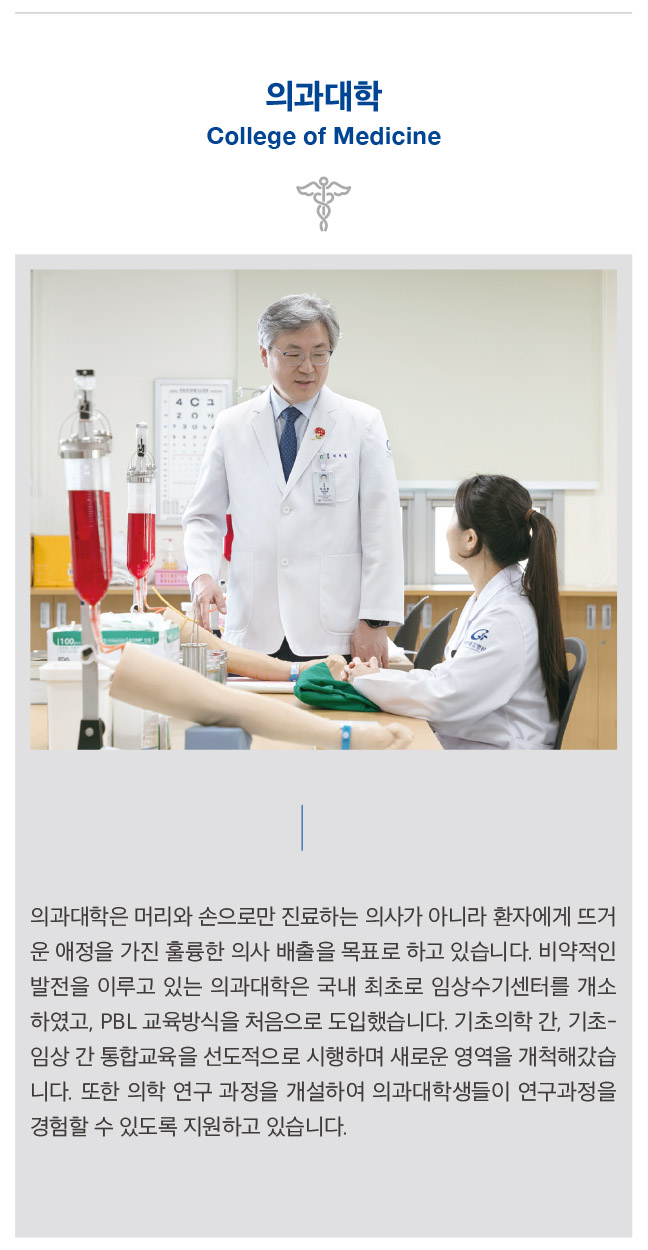 의과대학
College of Medicine
4 C
100
의과대학은 머리와 손으로만 진료하는 의사가 아니라 환자에게 뜨거
운 애정을 가진 훌륭한 의사 배출을 목표로 하고 있습니다. 비약적인
발전을 이루고 있는 의과대학은 국내 최초로 임상수기센터를 개소
하였고, PBL 교육방식을 처음으로 도입했습니다. 기초의학 간, 기초-
임상 간 통합교육을 선도적으로 시행하며 새로운 영역을 개척해갔습
니다. 또한 의학 연구 과정을 개설하여 의과대학생들이 연구과정을
경험할 수 있도록 지원하고 있습니다.